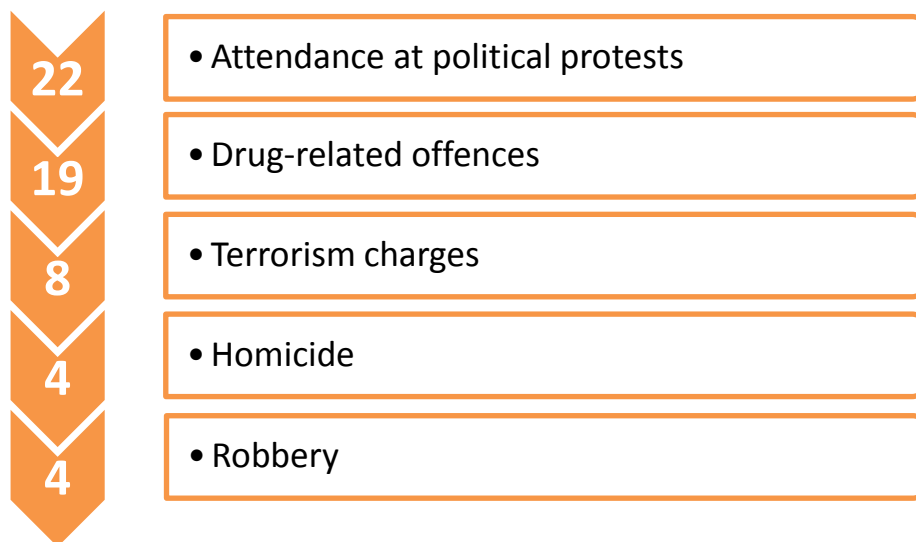 22
• Attendance at political protests
19
• Drug-related offences
8
• Terrorism charges
4
• Homicide
4
• Robbery